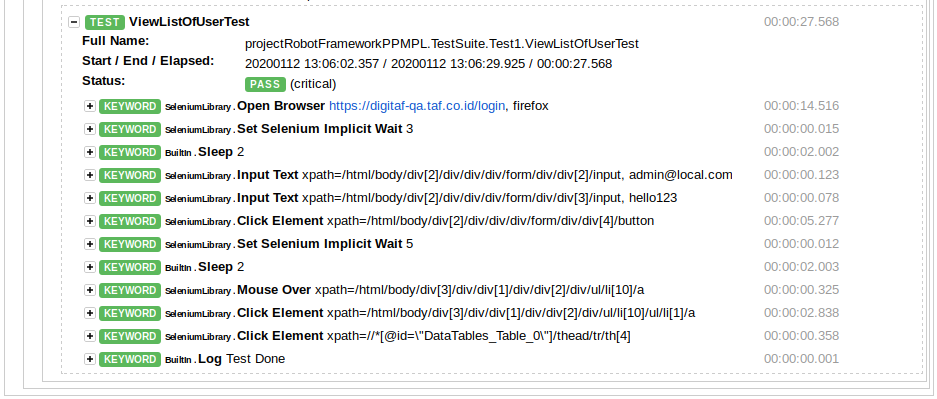 TEST ViewListOfUserTest 00:00:27.568
Full Name: projectRobotFrameworkPPMPL.TestSuite.Test1.ViewListOfUserTest
Start / End / Elapsed: 20200112 13:06:02.357 / 20200112 13:06:29.925 / 00:00:27.568
Status: PASS (critical)
KEYWORD SeleniumLibrary.Open Browser https://digitaf-qa.taf.co.id/login, firefox 00:00:14.516
KEYWORD SeleniumLibrary.Set Selenium Implicit Wait 3 00:00:00.015
KEYWORD BuiltIn.Sleep 2 00:00:02.002
KEYWORD SeleniumLibrary.Input Text xpath=/html/body/div[2]/div/div/div/form/div/div[2]/input, admin@local.com 00:00:00.123
KEYWORD SeleniumLibrary.Input Text xpath=/html/body/div[2]/div/div/div/form/div/div[3]/input, hello123 00:00:00.078
KEYWORD SeleniumLibrary.Click Element xpath=/html/body/div[2]/div/div/div/form/div/div[4]/button 00:00:05.277
KEYWORD SeleniumLibrary.Set Selenium Implicit Wait 5 00:00:00.012
KEYWORD BuiltIn.Sleep 2 00:00:02.003
KEYWORD SeleniumLibrary.Mouse Over xpath=/html/body/div[3]/div/div[1]/div/div/div[2]/div/ul/li[10]/a 00:00:00.325
KEYWORD SeleniumLibrary.Click Element xpath=/html/body/div[3]/div/div[1]/div/div/div[2]/div/ul/li[10]/ul/li[1]/a 00:00:02.838
KEYWORD SeleniumLibrary.Click Element xpath=//*[@id=\"DataTables_Table_0\"]/thead/tr/th[4] 00:00:00.358
KEYWORD BuiltIn.Log Test Done 00:00:00.001